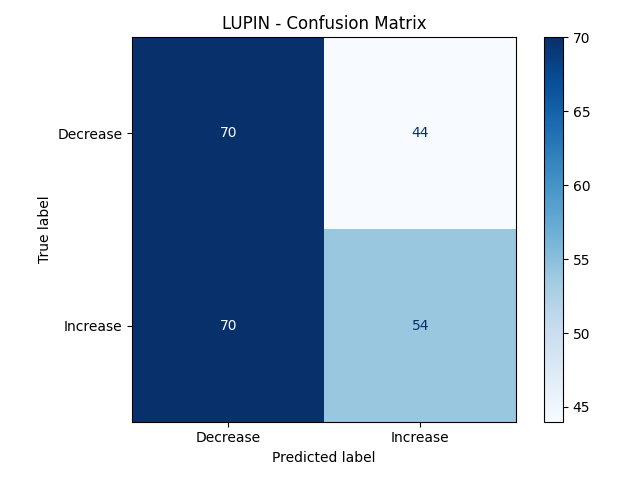 LUPIN - Confusion Matrix
True label
Decrease
Increase
70
44
70
54
Decrease
Increase
Predicted label
70
65
60
55
50
45